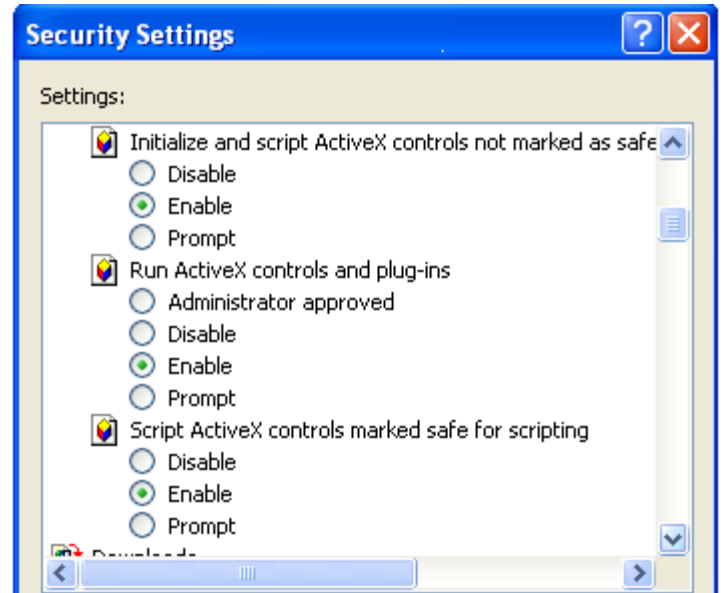 Security Settings
Settings:
Initialize and script ActiveX controls not marked as safe
Disable
Enable
Prompt
Run ActiveX controls and plug-ins
Administrator approved
Disable
Enable
Prompt
Script ActiveX controls marked safe for scripting
Disable
Enable
Prompt
Downloads